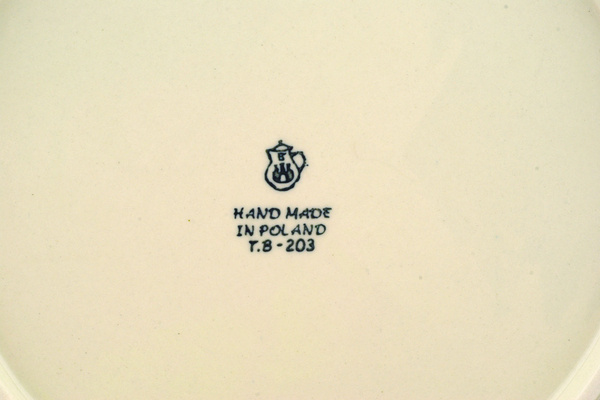 B
HAND MADE
IN POLAND
T.B - 203